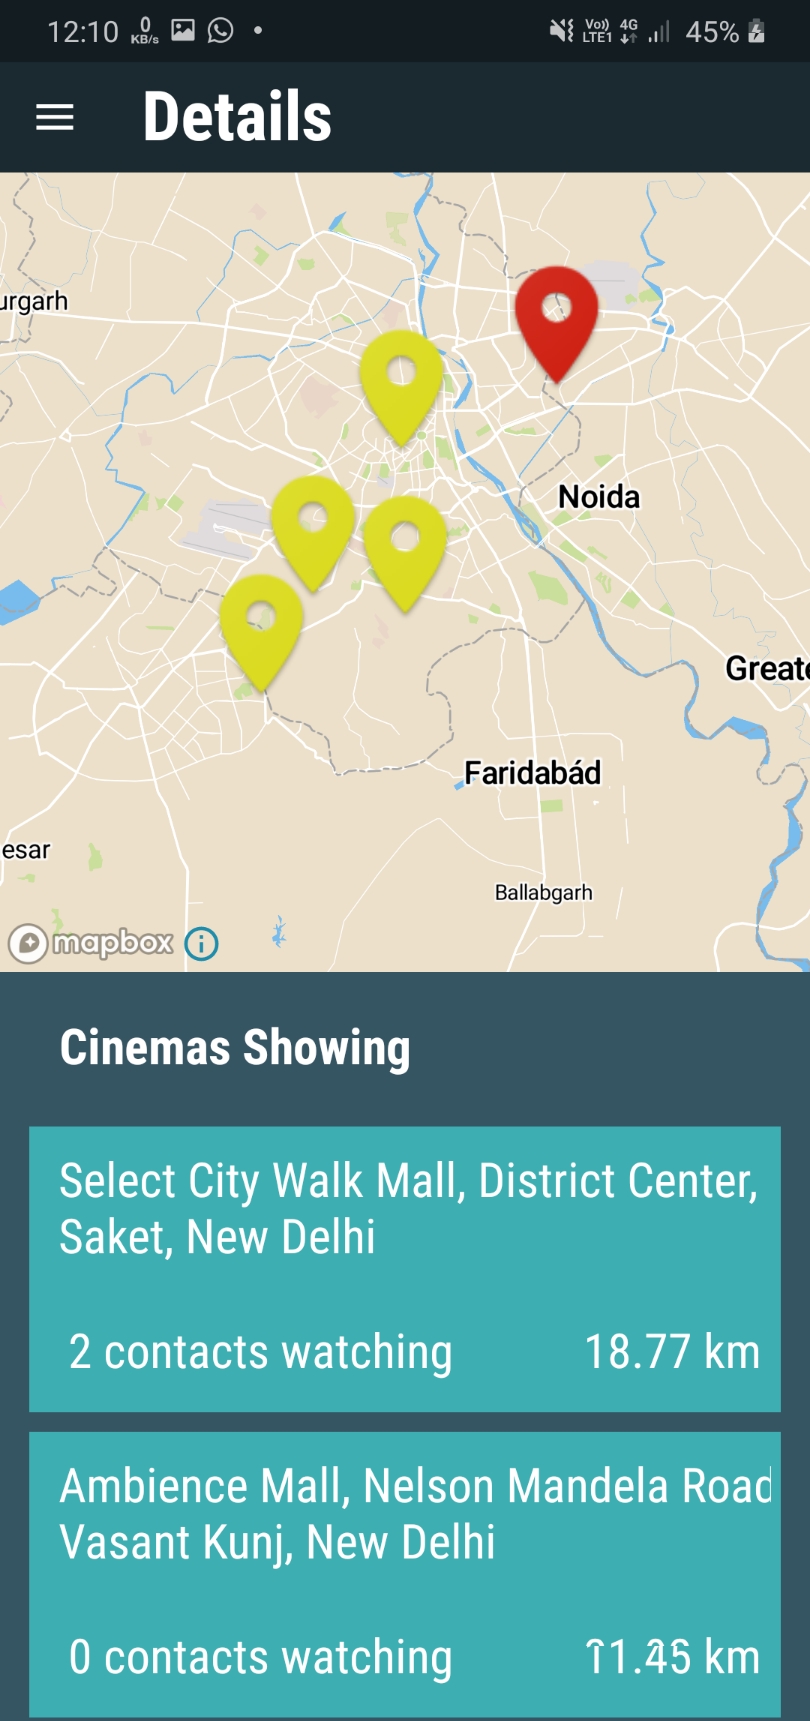 12:10 0 KB/s Vo)) LTE1 4G 45%
Details
urgarh
Noida
Greate
Faridabád
esar
Ballabgarh
mapbox
Cinemas Showing
Select City Walk Mall, District Center,
Saket, New Delhi
2 contacts watching 18.77 km
Ambience Mall, Nelson Mandela Road
Vasant Kunj, New Delhi
0 contacts watching km